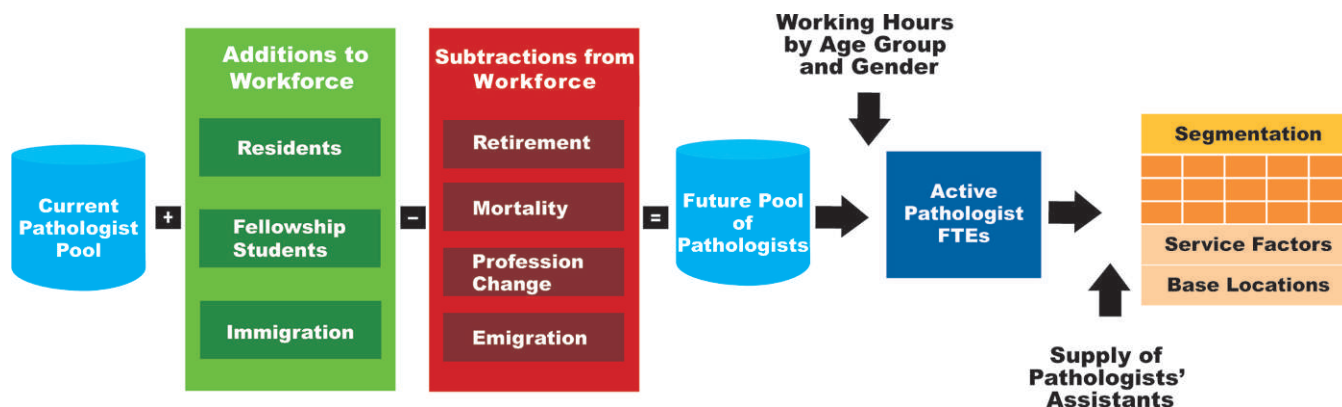 Current
Pathologist
Pool
+
Additions to
Workforce
Residents
Fellowship
Students
Immigration
–
Subtractions from
Workforce
Retirement
Mortality
Profession
Change
Emigration
=
Future Pool
of
Pathologists
Working Hours
by Age Group
and Gender
Active
Pathologist
FTEs
Segmentation
Service Factors
Base Locations
Supply of
Pathologists’
Assistants